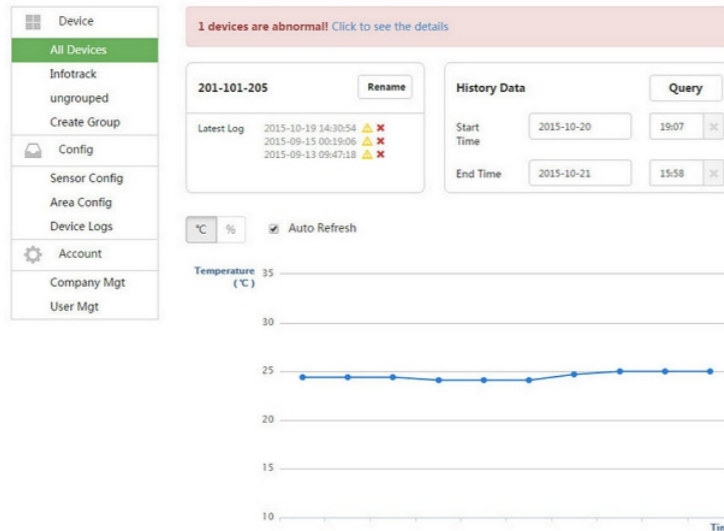 Device
All Devices
Infotrack
ungrouped
Create Group
Config
Sensor Config
Area Config
Device Logs
Account
Company Mgt
User Mgt
1 devices are abnormal! Click to see the details
201-101-205 Rename
Latest Log 2015-10-19 14:30:54
2015-09-15 00:19:06
2015-09-13 09:47:18
History Data Query
Start Time 2015-10-20 19:07
End Time 2015-10-21 15:58
℃ %
Auto Refresh
Temperature
(℃)
35
30
25
20
15
10